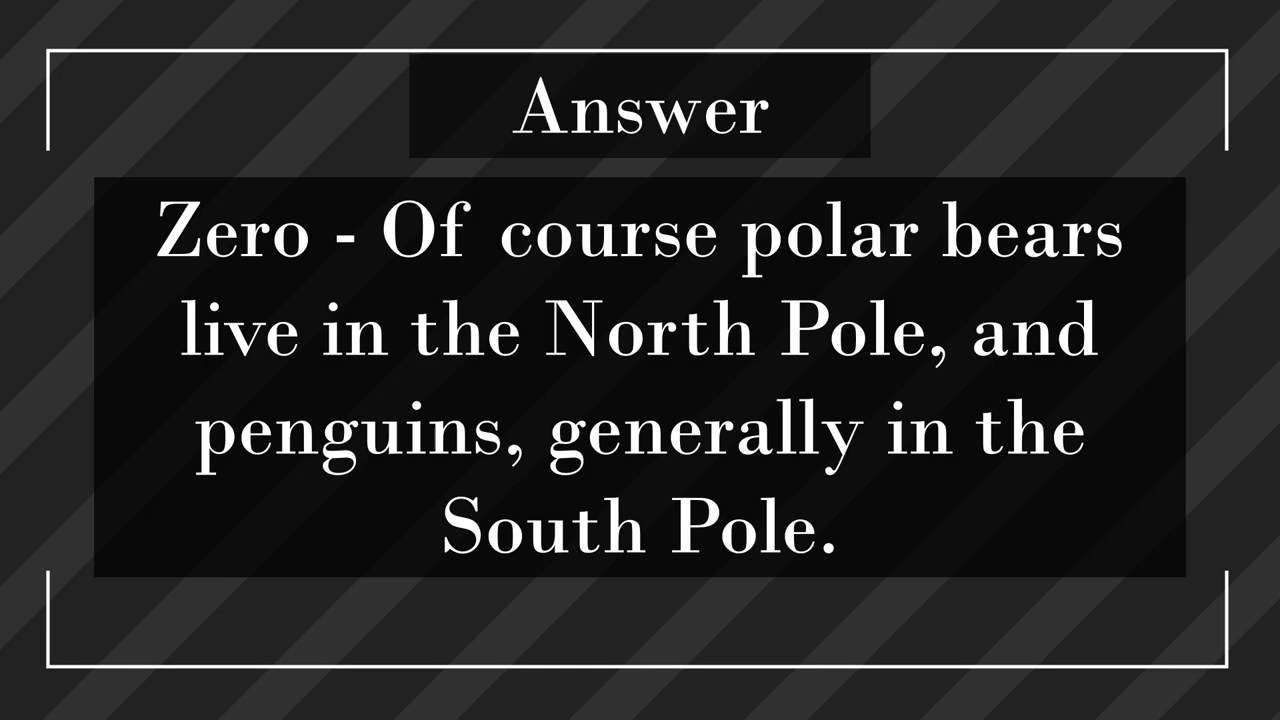 Answer
Zero - Of course polar bears
live in the North Pole, and
penguins, generally in the
South Pole.